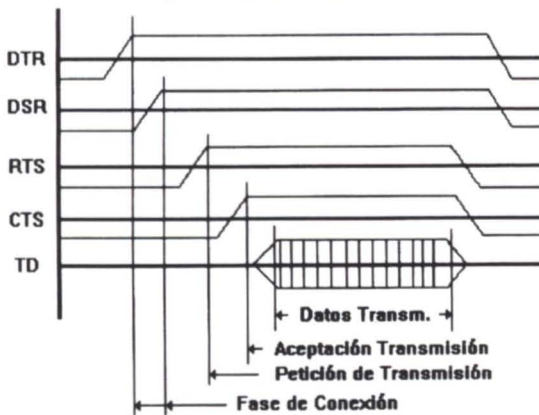 DTR
DSR
RTS
CTS
TD
Datos Transm.
Aceptación Transmisión
Petición de Transmisión
Fase de Conexión